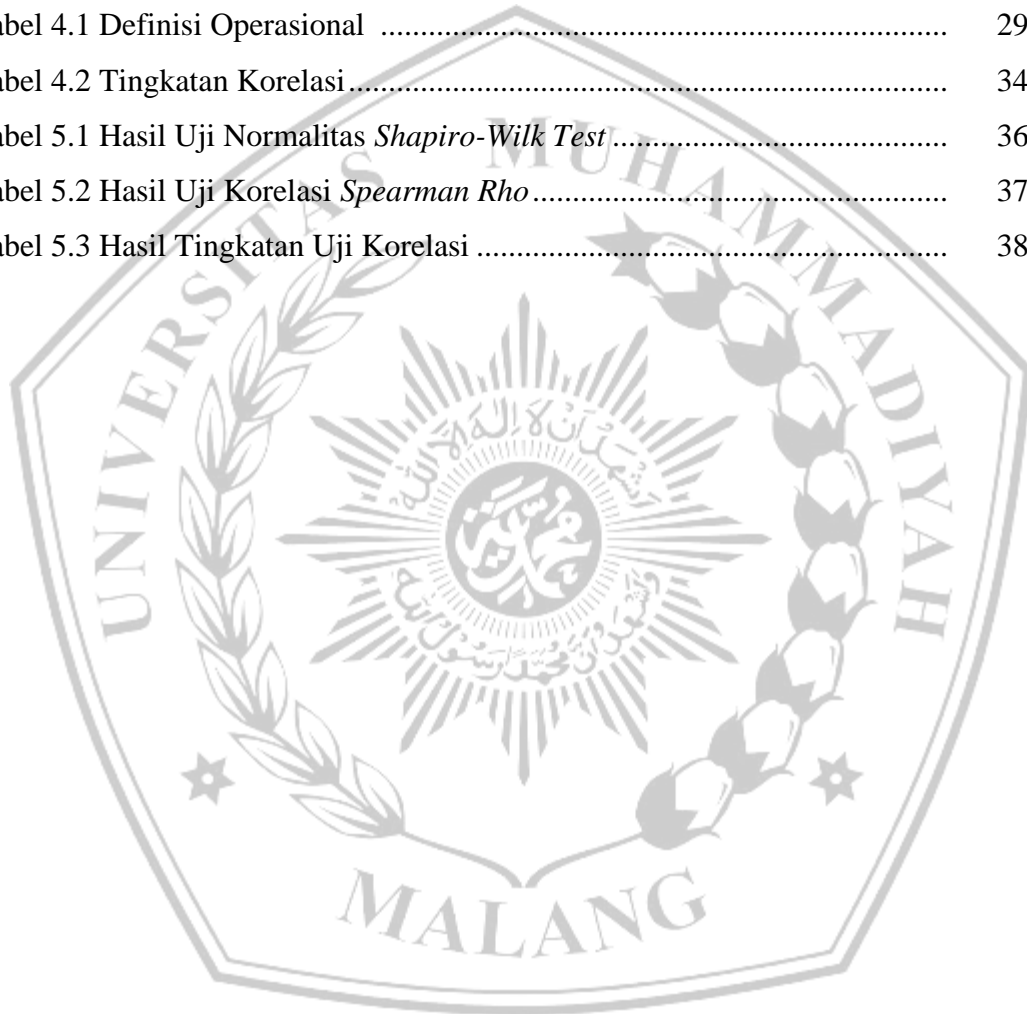 abel 4.1 Definisi Operasional ..................................................................... 29
abel 4.2 Tingkatan Korelasi......................................................................... 34
abel 5.1 Hasil Uji Normalitas Shapiro-Wilk Test ......................................... 36
abel 5.2 Hasil Uji Korelasi Spearman Rho................................................... 37
abel 5.3 Hasil Tingkatan Uji Korelasi ......................................................... 38
UNIVERSITAS MUHAMMADIYAH
MALANG